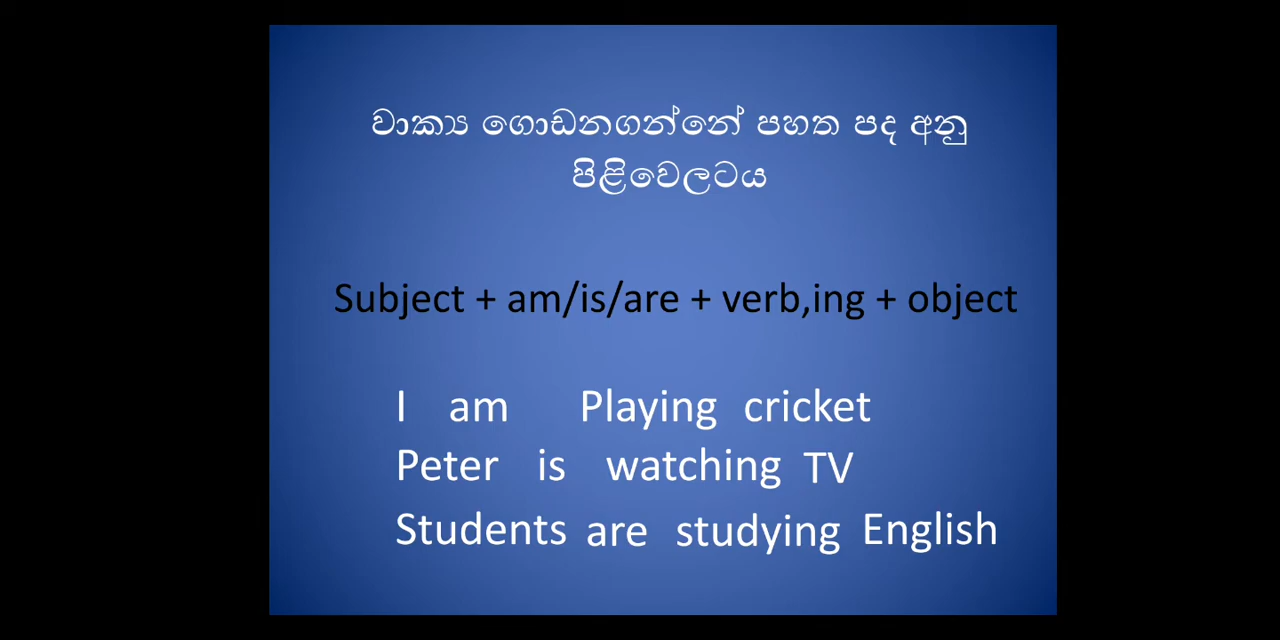 වාක්‍ය ගොඩනගන්නේ පහත පද අනු
පිළිවෙලටය
Subject + am/is/are + verb,ing + object
I am Playing cricket
Peter is watching TV
Students are studying English